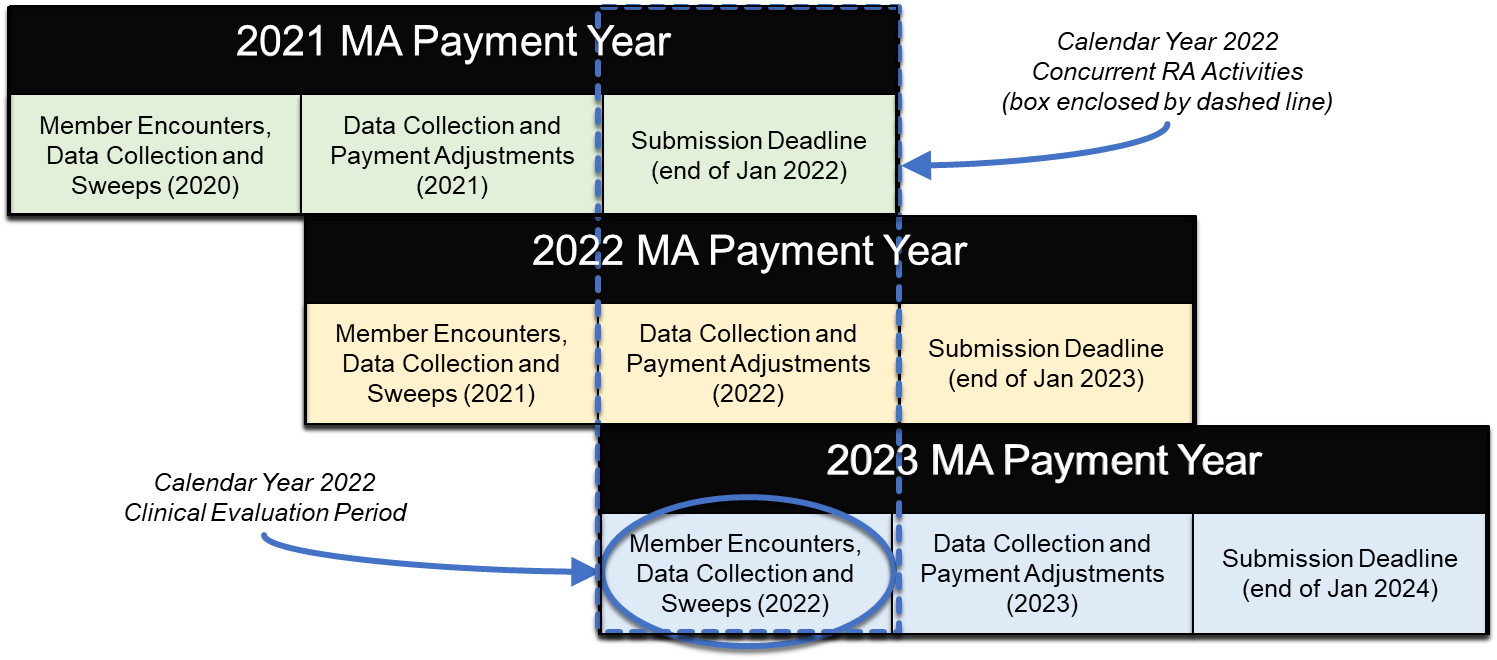 2021 MA Payment Year
Calendar Year 2022
Concurrent RA Activities
(box enclosed by dashed line)
Member Encounters,
Data Collection and
Sweeps (2020)
Data Collection and
Payment Adjustments
(2021)
Submission Deadline
(end of Jan 2022)
2022 MA Payment Year
Member Encounters,
Data Collection and
Sweeps (2021)
Data Collection and
Payment Adjustments
(2022)
Submission Deadline
(end of Jan 2023)
2023 MA Payment Year
Calendar Year 2022
Clinical Evaluation Period
Member Encounters,
Data Collection and
Sweeps (2022)
Data Collection and
Payment Adjustments
(2023)
Submission Deadline
(end of Jan 2024)